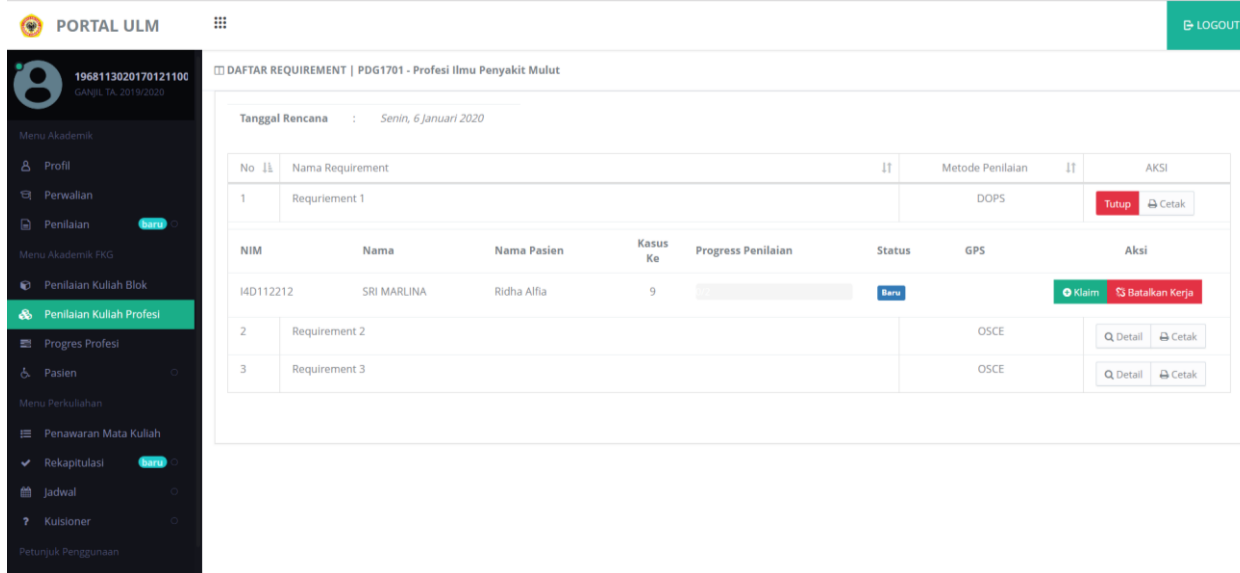 PORTAL ULM
LOGOUT
1968113020170121100
GANJIL TA. 2019/2020
Menu Akademik
Profil
Perwalian
Penilaian baru
Menu Akademik FKG
Penilaian Kuliah Blok
Penilaian Kuliah Profesi
Progres Profesi
Pasien
Menu Perkuliahan
Penawaran Mata Kuliah
Rekapitulasi baru
Jadwal
Kuisioner
Petunjuk Penggunaan
DAFTAR REQUIREMENT | PDG1701 - Profesi Ilmu Penyakit Mulut
Tanggal Rencana : Senin, 6 Januari 2020
No Nama Requirement Metode Penilaian AKSI
1 Requriement 1 DOPS Tutup Cetak
NIM Nama Nama Pasien Kasus Ke Progress Penilaian Status GPS Aksi
I4D112212 SRI MARLINA Ridha Alfia 9 Baru Klaim Batalkan Kerja
2 Requirement 2 OSCE Detail Cetak
3 Requirement 3 OSCE Detail Cetak